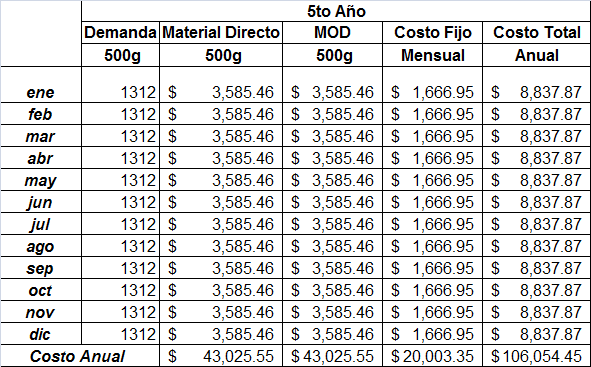 5to Año
Demanda Material Directo MOD Costo Fijo Costo Total
500g 500g 500g Mensual Anual
ene 1312 $ 3,585.46 $ 3,585.46 $ 1,666.95 $ 8,837.87
feb 1312 $ 3,585.46 $ 3,585.46 $ 1,666.95 $ 8,837.87
mar 1312 $ 3,585.46 $ 3,585.46 $ 1,666.95 $ 8,837.87
abr 1312 $ 3,585.46 $ 3,585.46 $ 1,666.95 $ 8,837.87
may 1312 $ 3,585.46 $ 3,585.46 $ 1,666.95 $ 8,837.87
jun 1312 $ 3,585.46 $ 3,585.46 $ 1,666.95 $ 8,837.87
jul 1312 $ 3,585.46 $ 3,585.46 $ 1,666.95 $ 8,837.87
ago 1312 $ 3,585.46 $ 3,585.46 $ 1,666.95 $ 8,837.87
sep 1312 $ 3,585.46 $ 3,585.46 $ 1,666.95 $ 8,837.87
oct 1312 $ 3,585.46 $ 3,585.46 $ 1,666.95 $ 8,837.87
nov 1312 $ 3,585.46 $ 3,585.46 $ 1,666.95 $ 8,837.87
dic 1312 $ 3,585.46 $ 3,585.46 $ 1,666.95 $ 8,837.87
Costo Anual $ 43,025.55 $ 43,025.55 $ 20,003.35 $ 106,054.45